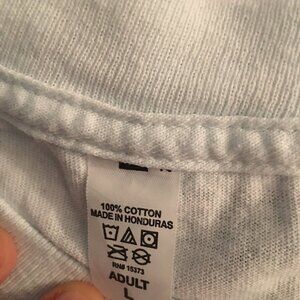 100% COTTON
MADE IN HONDURAS
RN# 15373
ADULT
L